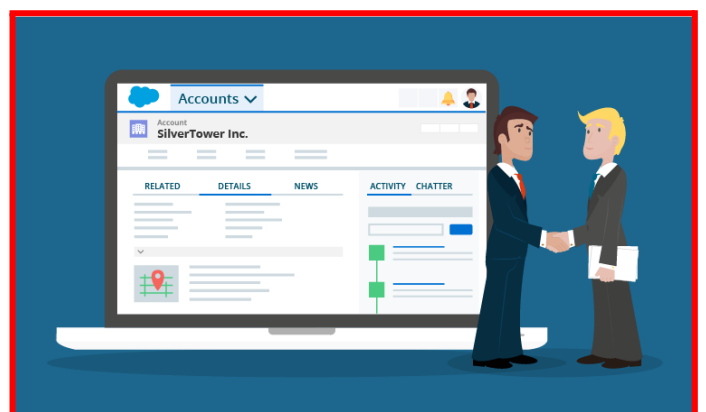 Accounts
Account
SilverTower Inc.
RELATED DETAILS NEWS
ACTIVITY CHATTER